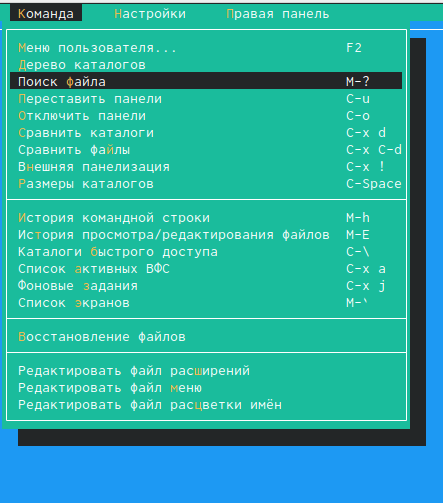 Команда Настройки Правая панель
Меню пользователя... F2
Дерево каталогов
Поиск файла M-?
Переставить панели C-u
Отключить панели C-o
Сравнить каталоги C-x d
Сравнить файлы C-x C-d
Внешняя панелизация C-x !
Размеры каталогов C-Space
История командной строки M-h
История просмотра/редактирования файлов M-E
Каталоги быстрого доступа C-\
Список активных ВФС C-x a
Фоновые задания C-x j
Список экранов M-`
Восстановление файлов
Редактировать файл расширений
Редактировать файл меню
Редактировать файл расцветки имён